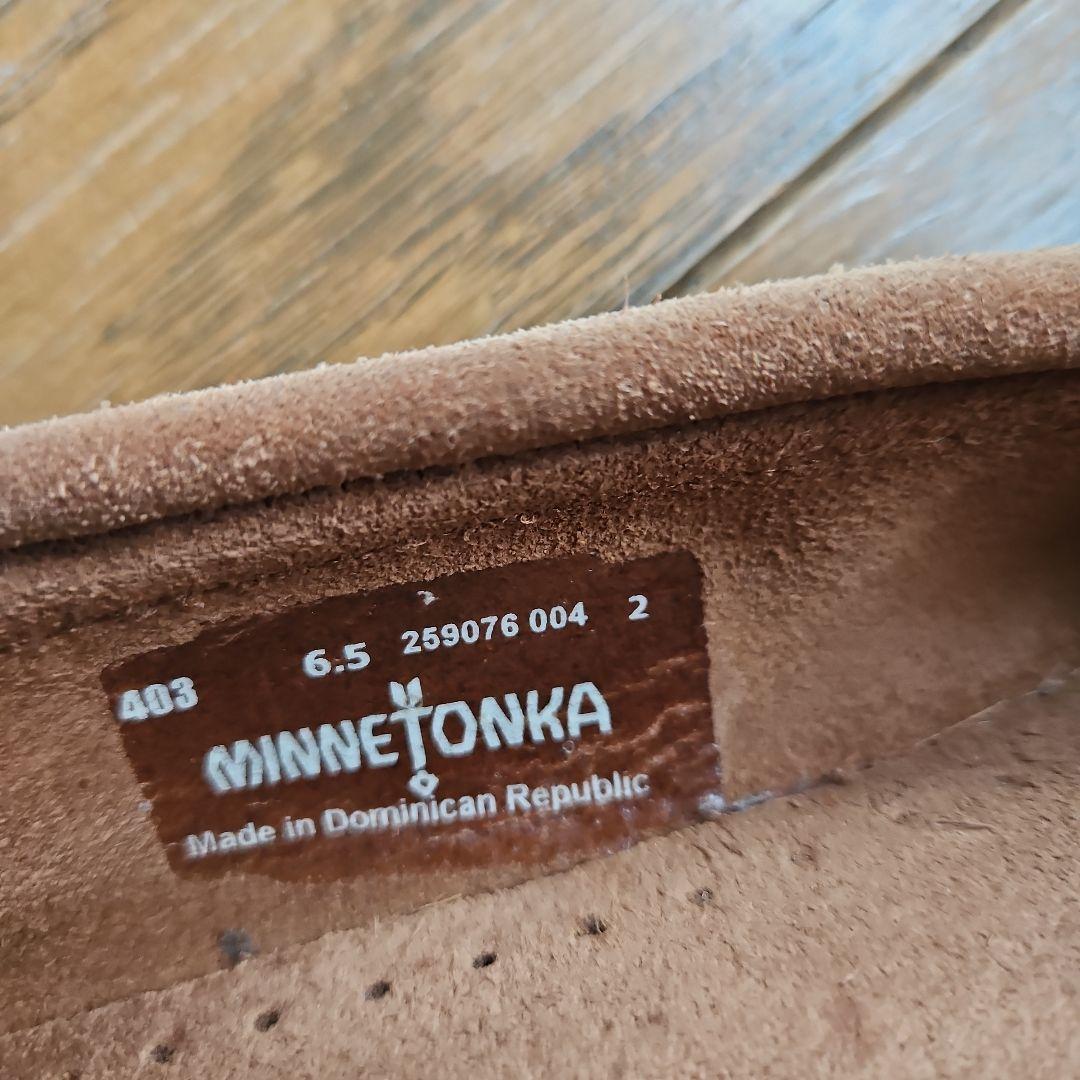 6.5 259076 004 2
403
MINNETONKA
Made in Dominican Republic